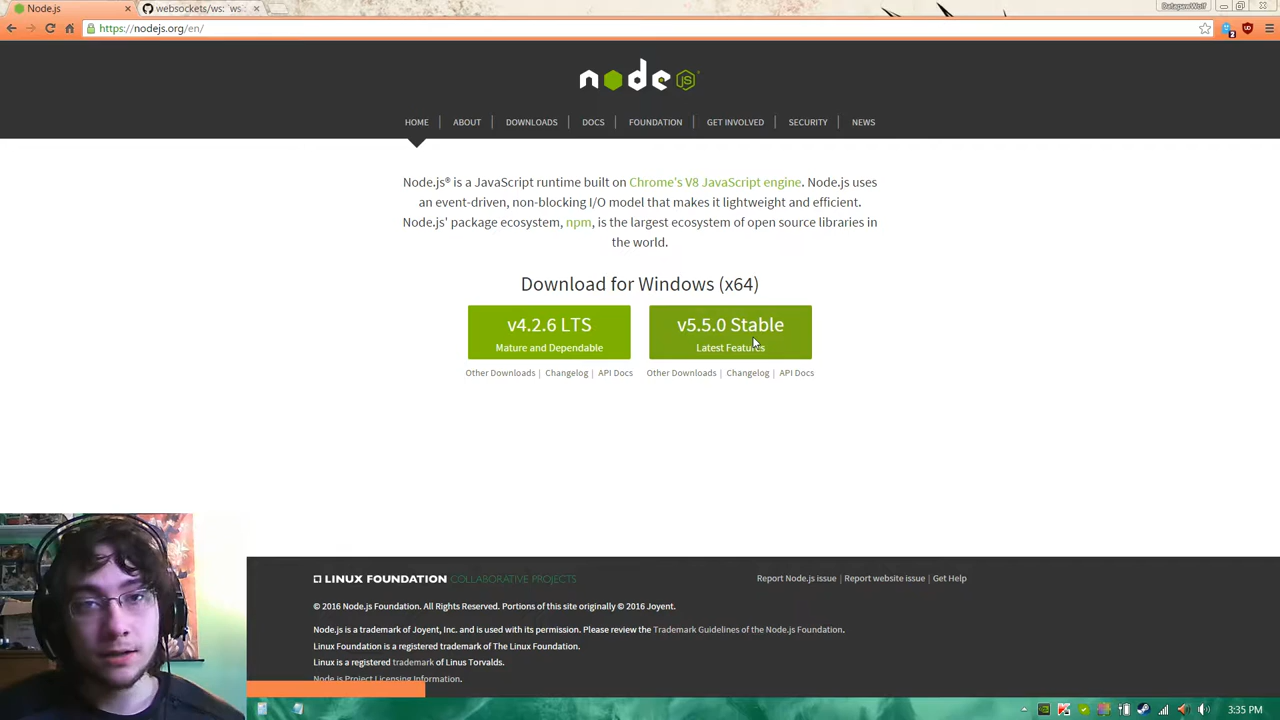 Node.js
websockets/ws: `ws`
DatapawWolf
https://nodejs.org/en/
2
node
JS
HOME
ABOUT
DOWNLOADS
DOCS
FOUNDATION
GET INVOLVED
SECURITY
NEWS
Node.js® is a JavaScript runtime built on Chrome's V8 JavaScript engine. Node.js uses
an event-driven, non-blocking I/O model that makes it lightweight and efficient.
Node.js' package ecosystem, npm, is the largest ecosystem of open source libraries in
the world.
Download for Windows (x64)
v4.2.6 LTS
Mature and Dependable
v5.5.0 Stable
Latest Features
Other Downloads | Changelog | API Docs
Other Downloads | Changelog | API Docs
LINUX FOUNDATION COLLABORATIVE PROJECTS
Report Node.js issue | Report website issue | Get Help
© 2016 Node.js Foundation. All Rights Reserved. Portions of this site originally © 2016 Joyent.
Node.js is a trademark of Joyent, Inc. and is used with its permission. Please review the Trademark Guidelines of the Node.js Foundation.
Linux Foundation is a registered trademark of The Linux Foundation.
Linux is a registered trademark of Linus Torvalds.
Node.js Project Licensing Information.
3:35 PM